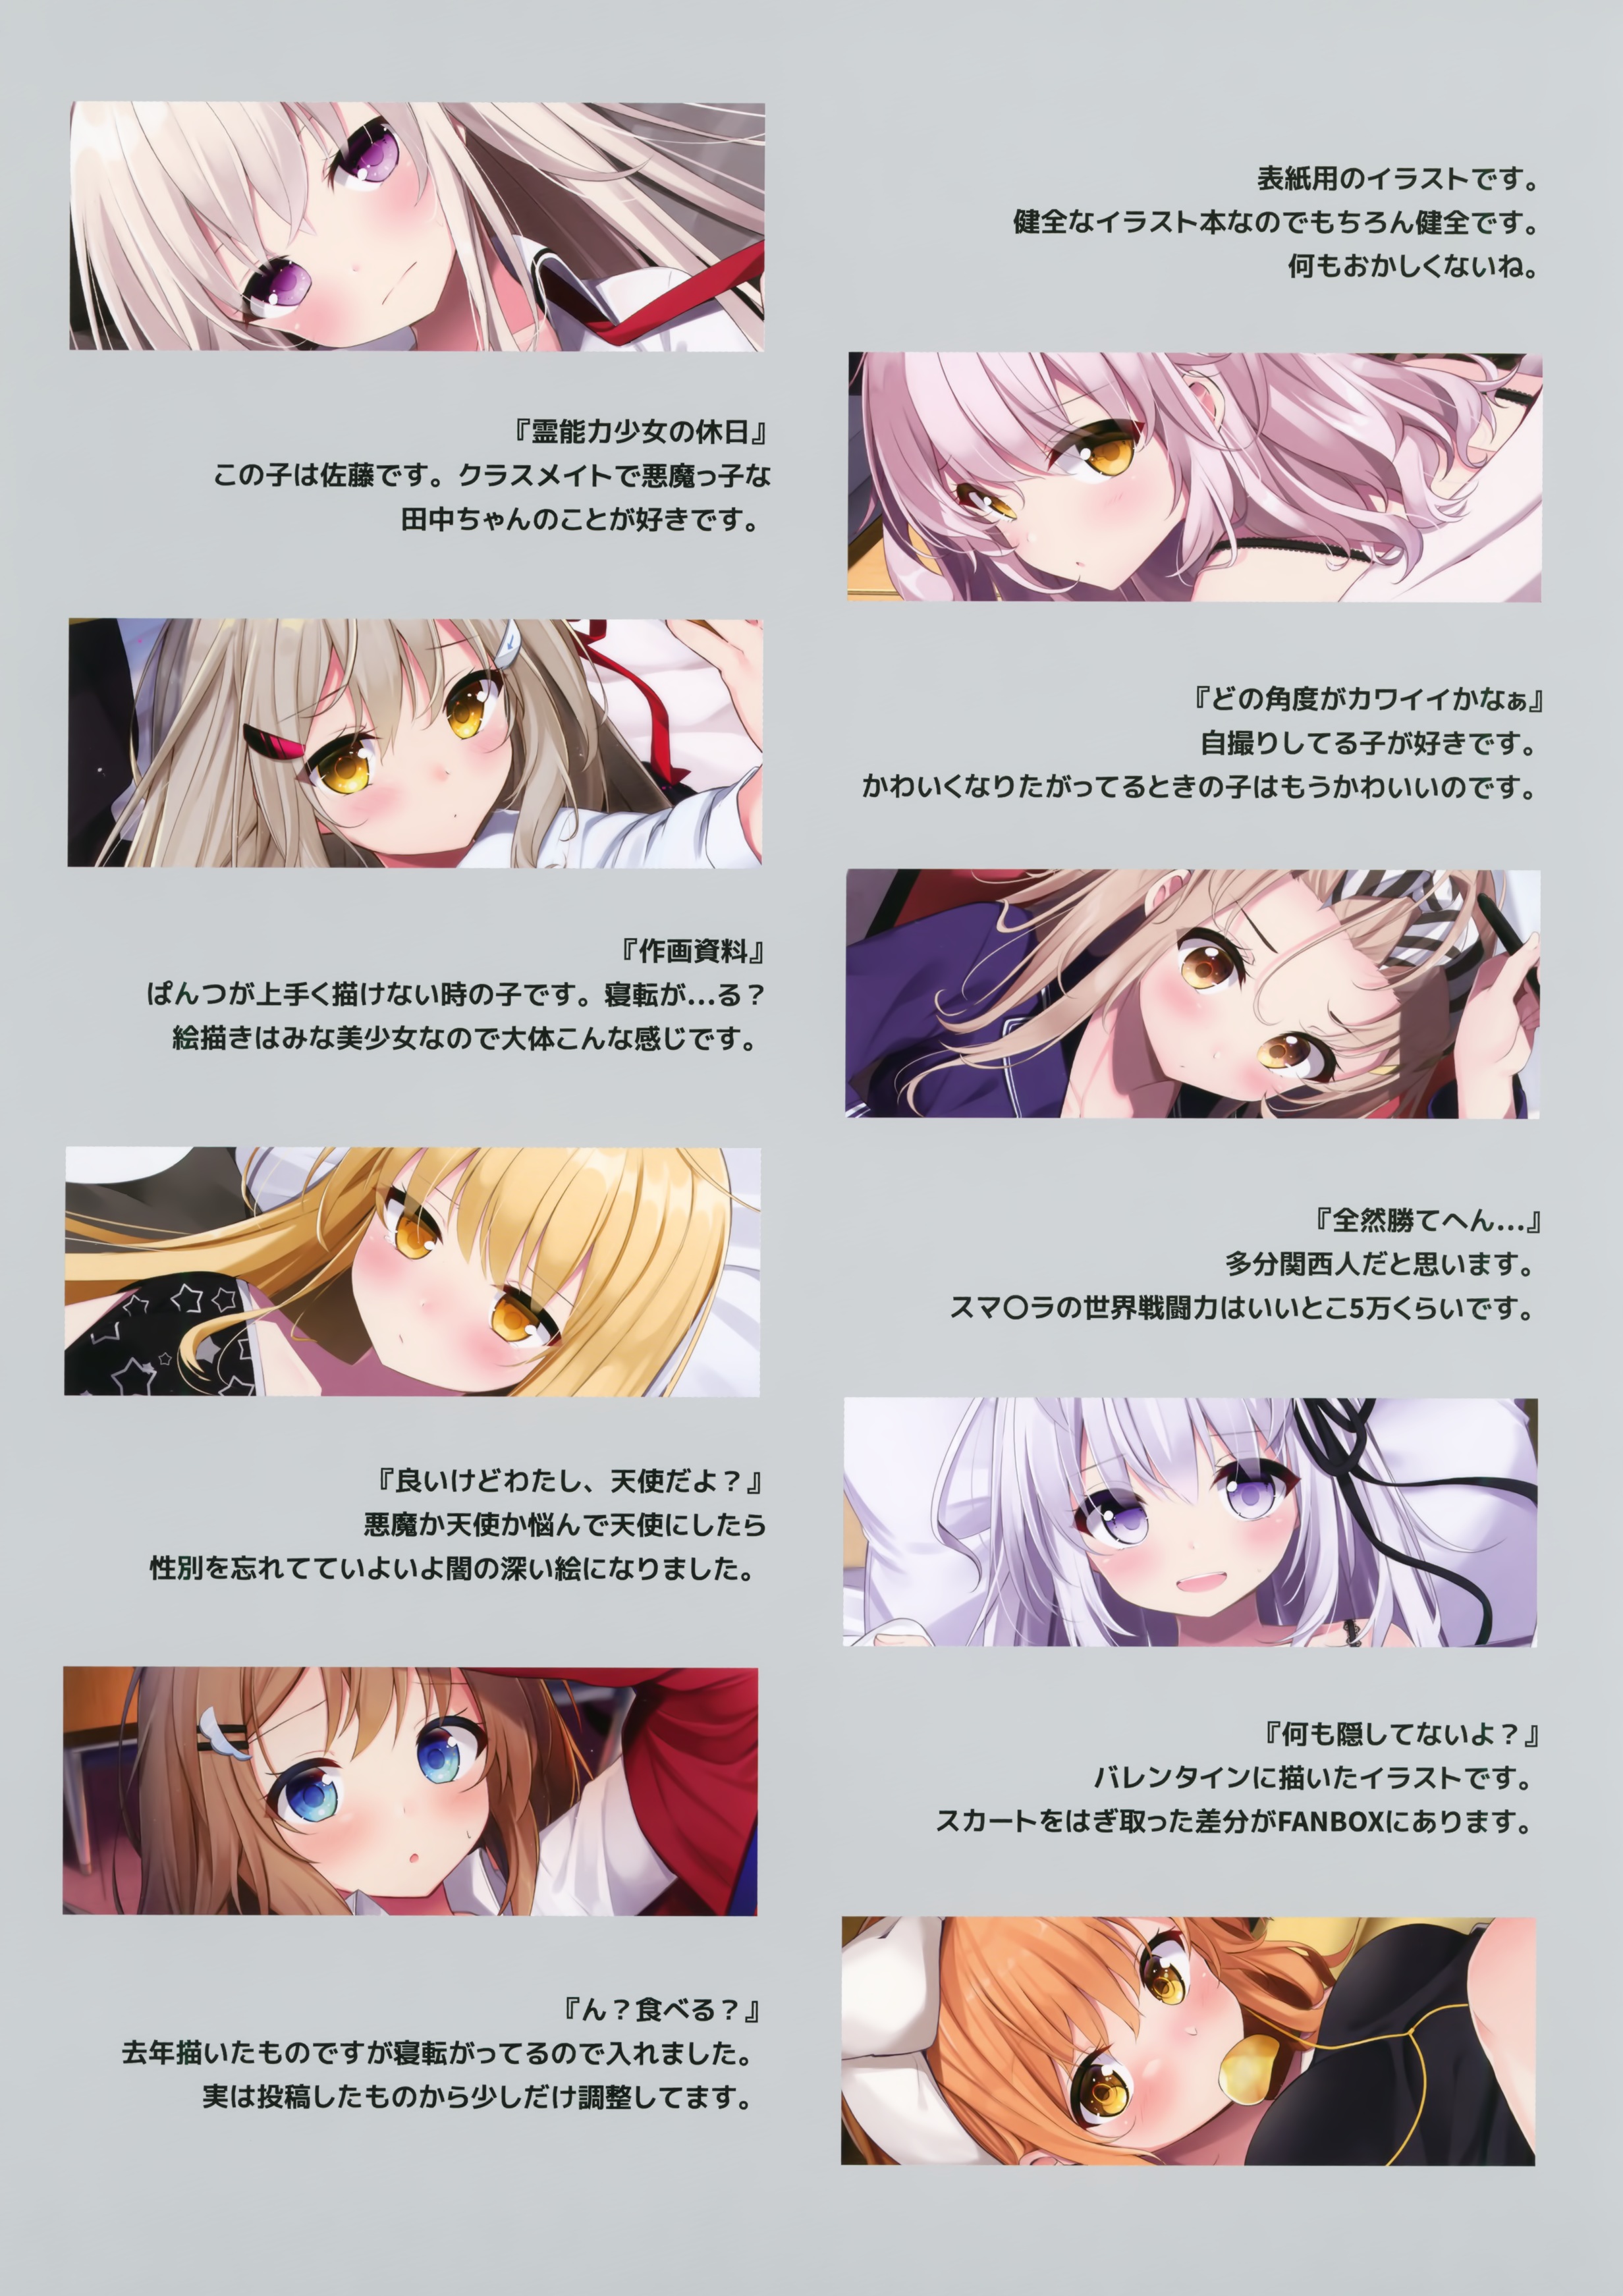 表紙用のイラストです。
健全なイラスト本なのでもちろん健全です。
何もおかしくないね。
『霊能力少女の休日』
この子は佐藤です。クラスメイトで悪魔っ子な
田中ちゃんのことが好きです。
『どの角度がカワイイかなぁ』
自撮りしてる子が好きです。
かわいくなりたがってるときの子はもうかわいいのです。
『作画資料』
ぱんつが上手く描けない時の子です。寝転が…る？
絵描きはみな美少女なので大体こんな感じです。
『全然勝てへん…』
多分関西人だと思います。
スマ〇ラの世界戦闘力はいいとこ5万くらいです。
『良いけどわたし、天使だよ？』
悪魔か天使か悩んで天使にしたら
性別を忘れてていよいよ闇の深い絵になりました。
『何も隠してないよ？』
バレンタインに描いたイラストです。
スカートをはぎ取った差分がFANBOXにあります。
『ん？食べる？』
去年描いたものですが寝転がってるので入れました。
実は投稿したものから少しだけ調整してます。